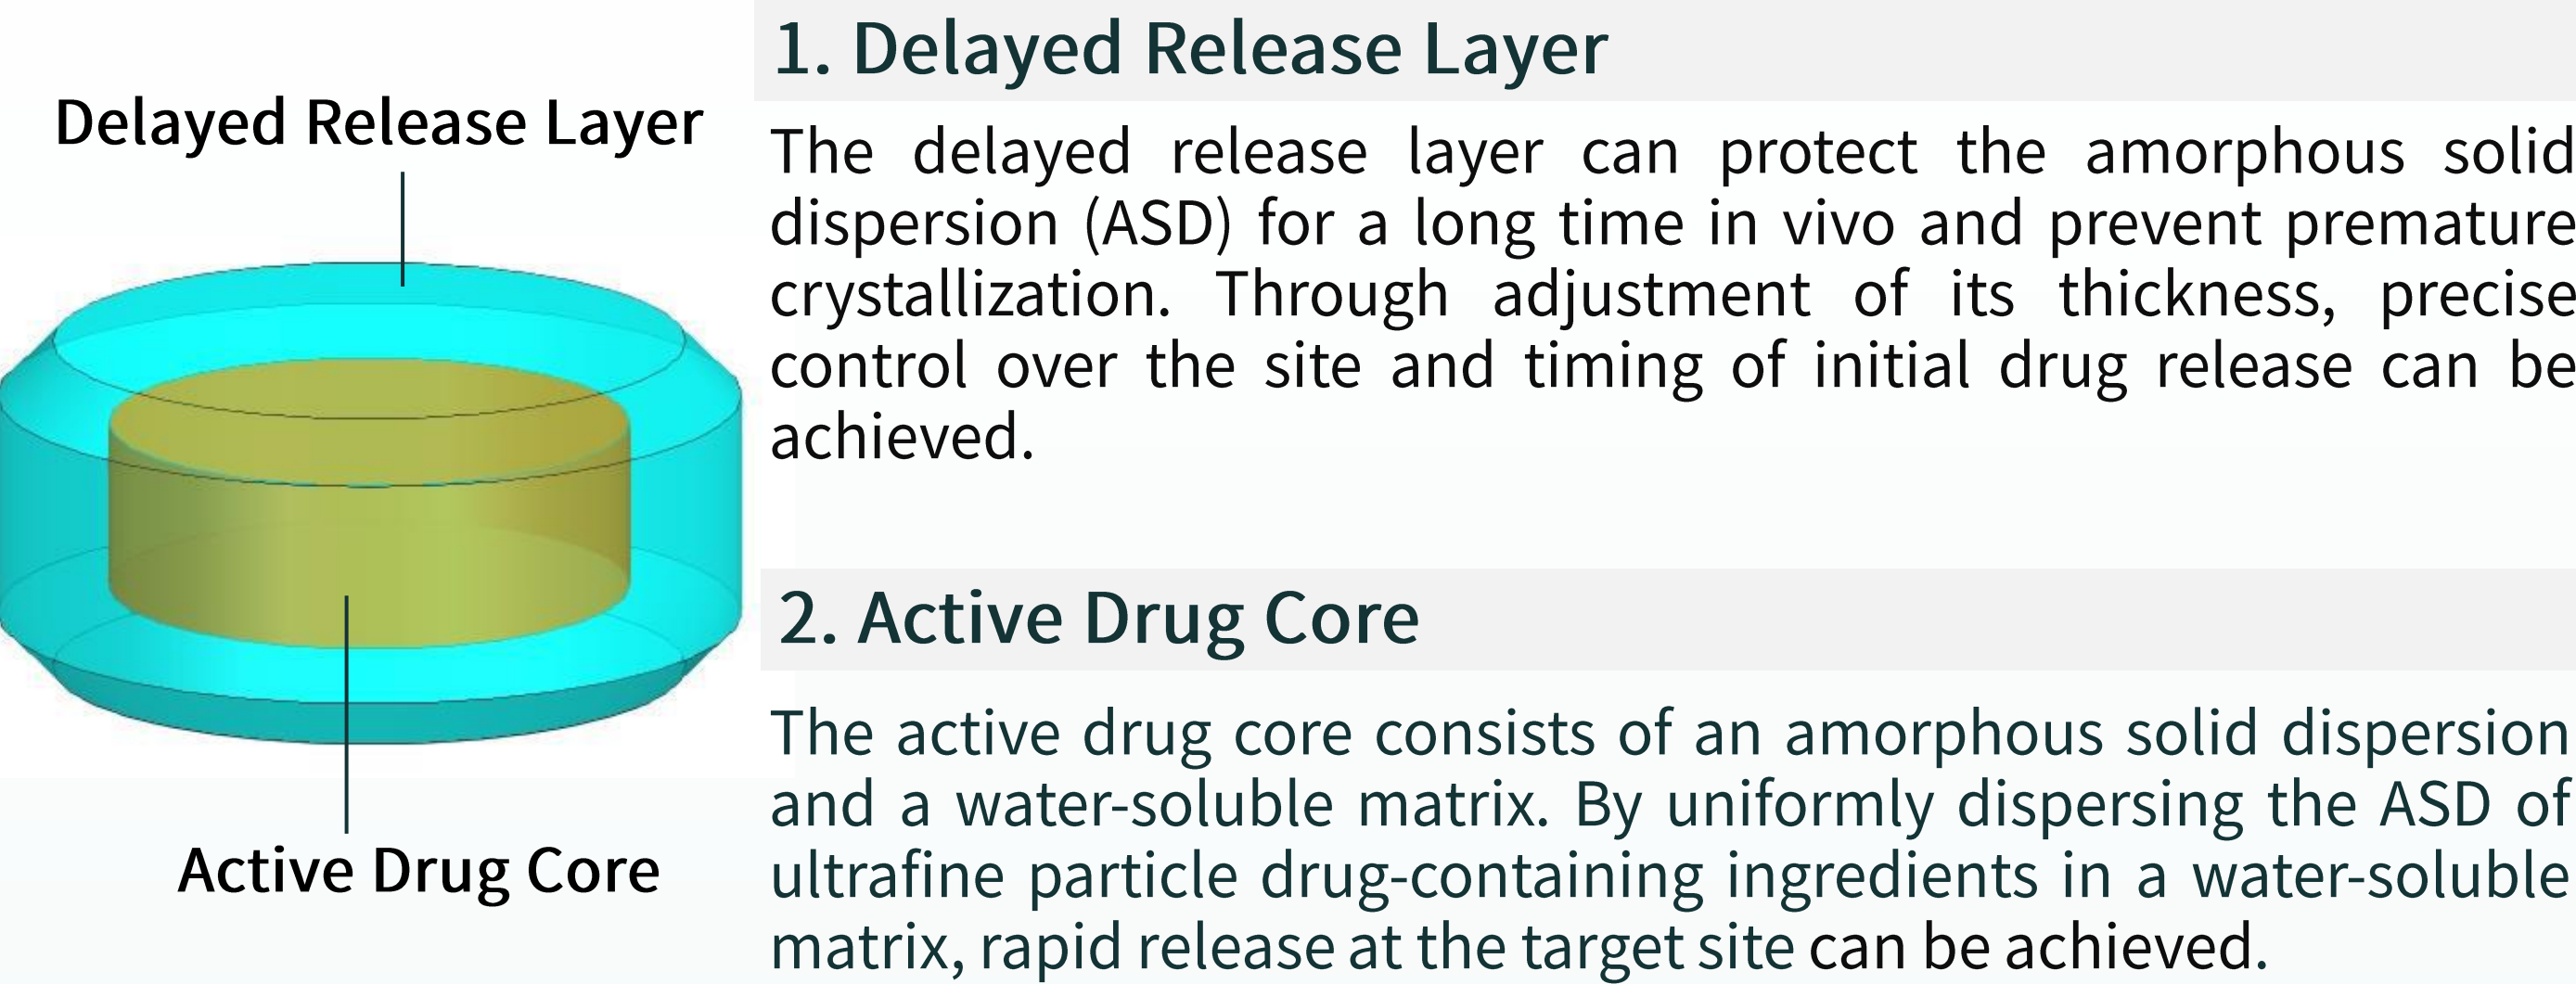 Delayed Release Layer
Active Drug Core
1. Delayed Release Layer
The delayed release layer can protect the amorphous solid
dispersion (ASD) for a long time in vivo and prevent premature
crystallization. Through adjustment of its thickness, precise
control over the site and timing of initial drug release can be
achieved.
2. Active Drug Core
The active drug core consists of an amorphous solid dispersion
and a water-soluble matrix. By uniformly dispersing the ASD of
ultrafine particle drug-containing ingredients in a water-soluble
matrix, rapid release at the target site can be achieved.